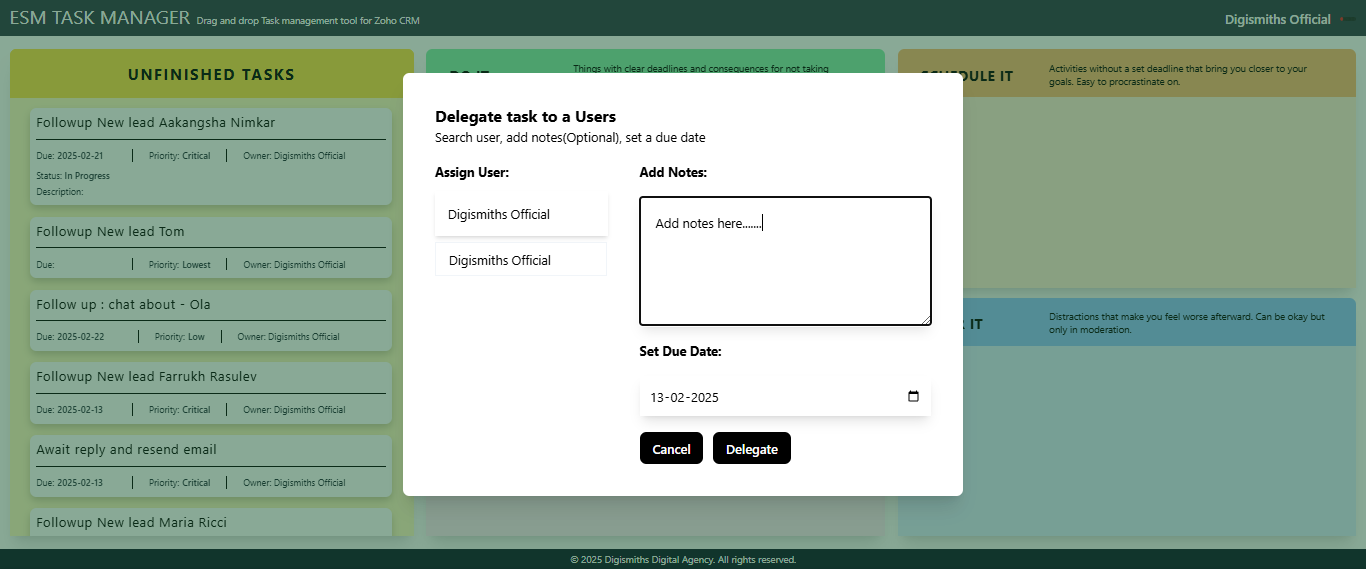 ESM TASK MANAGER Drag and drop Task management tool for Zoho CRM
Digismiths Official
UNFINISHED TASKS
Followup New lead Aakangsha Nimkar
Due: 2025-02-21 Priority: Critical Owner: Digismiths Official
Status: In Progress
Description:
Followup New lead Tom
Due: Priority: Lowest Owner: Digismiths Official
Follow up : chat about - Ola
Due: 2025-02-22 Priority: Low Owner: Digismiths Official
Followup New lead Farrukh Rasulev
Due: 2025-02-13 Priority: Critical Owner: Digismiths Official
Await reply and resend email
Due: 2025-02-13 Priority: Critical Owner: Digismiths Official
Followup New lead Maria Ricci
Things with clear deadlines and consequences for not taking
SCHEDULE IT
Activities without a set deadline that bring you closer to your
goals. Easy to procrastinate on.
IT
Distractions that make you feel worse afterward. Can be okay but
only in moderation.
Delegate task to a Users
Search user, add notes(Optional), set a due date
Assign User:
Digismiths Official
Digismiths Official
Add Notes:
Add notes here.......
Set Due Date:
13-02-2025
Cancel
Delegate
© 2025 Digismiths Digital Agency. All rights reserved.